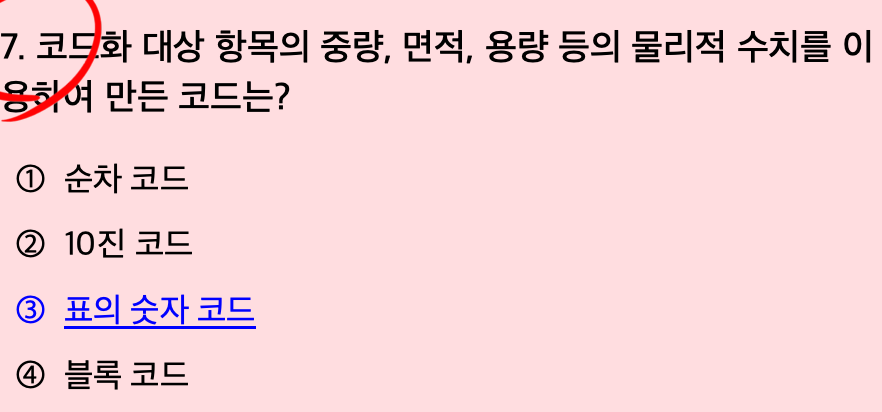 7. 코드화 대상 항목의 중량, 면적, 용량 등의 물리적 수치를 이
용하여 만든 코드는?
① 순차 코드
② 10진 코드
③ 표의 숫자 코드
④ 블록 코드